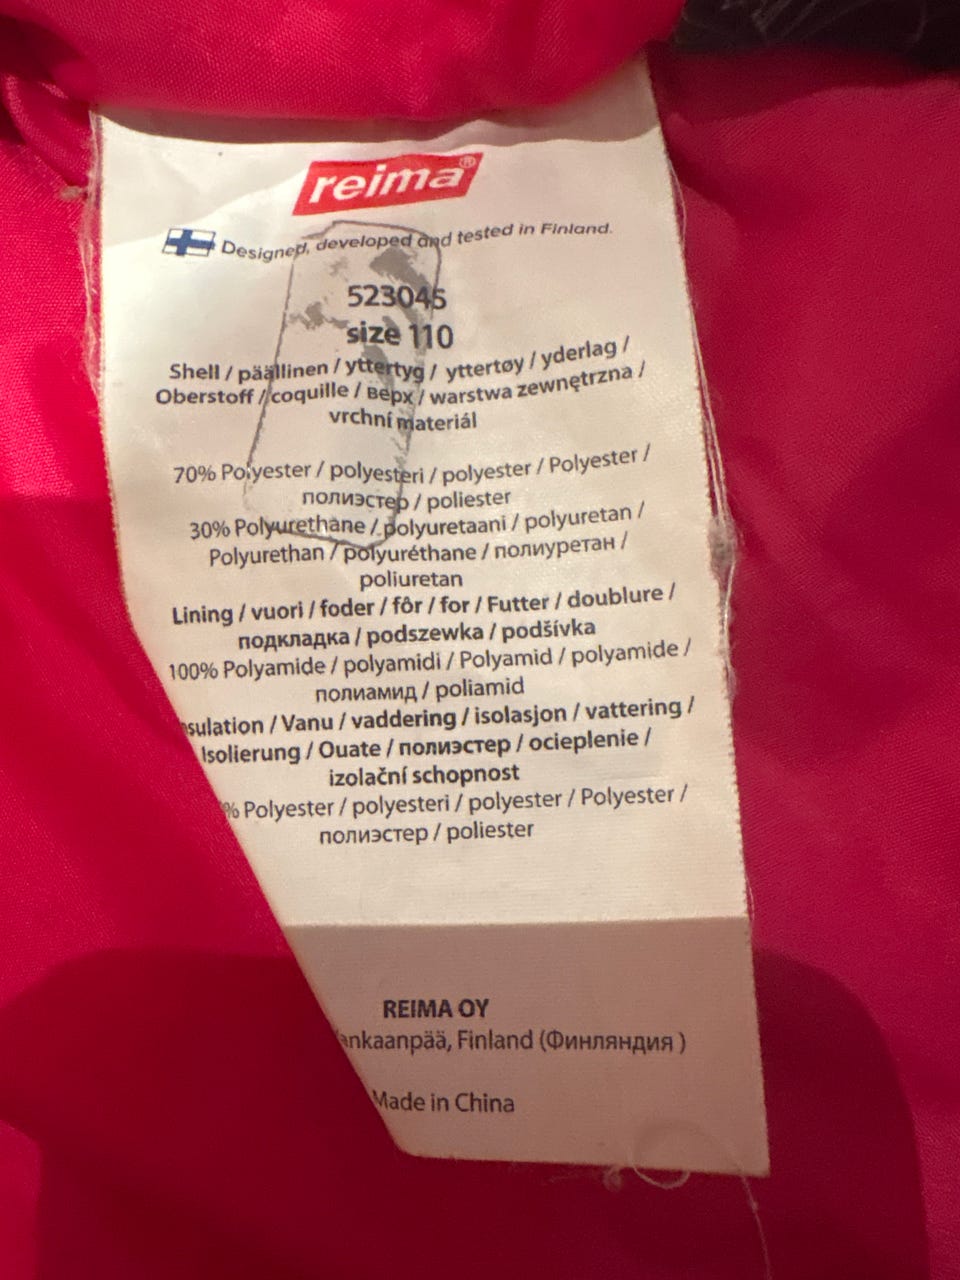 reima®
Designed, developed and tested in Finland.
523045
size 110
Shell / päällinen / yttertyg / yttertøy / yderlag /
Oberstoff / coquille / верх / warstwa zewnętrzna /
vrchní materiál
70% Polyester / polyesteri / polyester / Polyester /
полиэстер / poliester
30% Polyurethane / polyuretaani / polyuretan /
Polyurethan / polyuréthane / полиуретан /
poliuretan
Lining / vuori / foder / fôr / for / Futter / doublure /
подкладка / podszewka / podšívka
100% Polyamide / polyamidi / Polyamid / polyamide /
полиамид / poliamid
sulation / Vanu / vaddering / isolasjon / vattering /
Isolierung / Ouate / полиэстер / ocieplenie /
izolační schopnost
% Polyester / polyesteri / polyester / Polyester /
полиэстер / poliester
REIMA OY
ankaanpää, Finland (Финляндия )
Made in China